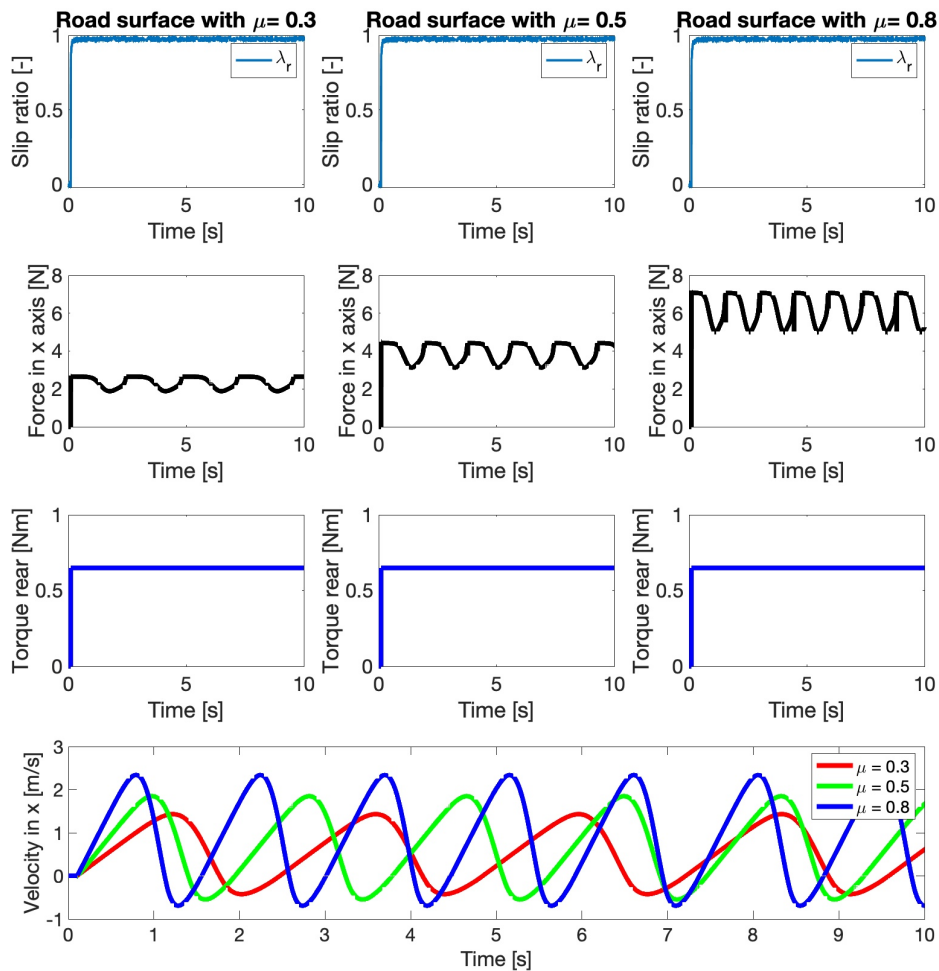 Road surface with μ= 0.3
Road surface with μ= 0.5
Road surface with μ= 0.8
Slip ratio [-]
1
0.5
0
λr
0
5
10
Time [s]
Slip ratio [-]
1
0.5
0
λr
0
5
10
Time [s]
Slip ratio [-]
1
0.5
0
λr
0
5
10
Time [s]
Force in x axis [N]
8
6
4
2
0
0
5
10
Time [s]
Force in x axis [N]
8
6
4
2
0
0
5
10
Time [s]
Force in x axis [N]
8
6
4
2
0
0
5
10
Time [s]
Torque rear [Nm]
1
0.5
0
0
5
10
Time [s]
Torque rear [Nm]
1
0.5
0
0
5
10
Time [s]
Torque rear [Nm]
1
0.5
0
0
5
10
Time [s]
Velocity in x [m/s]
3
2
1
0
-1
μ = 0.3
μ = 0.5
μ = 0.8
0
1
2
3
4
5
6
7
8
9
10
Time [s]